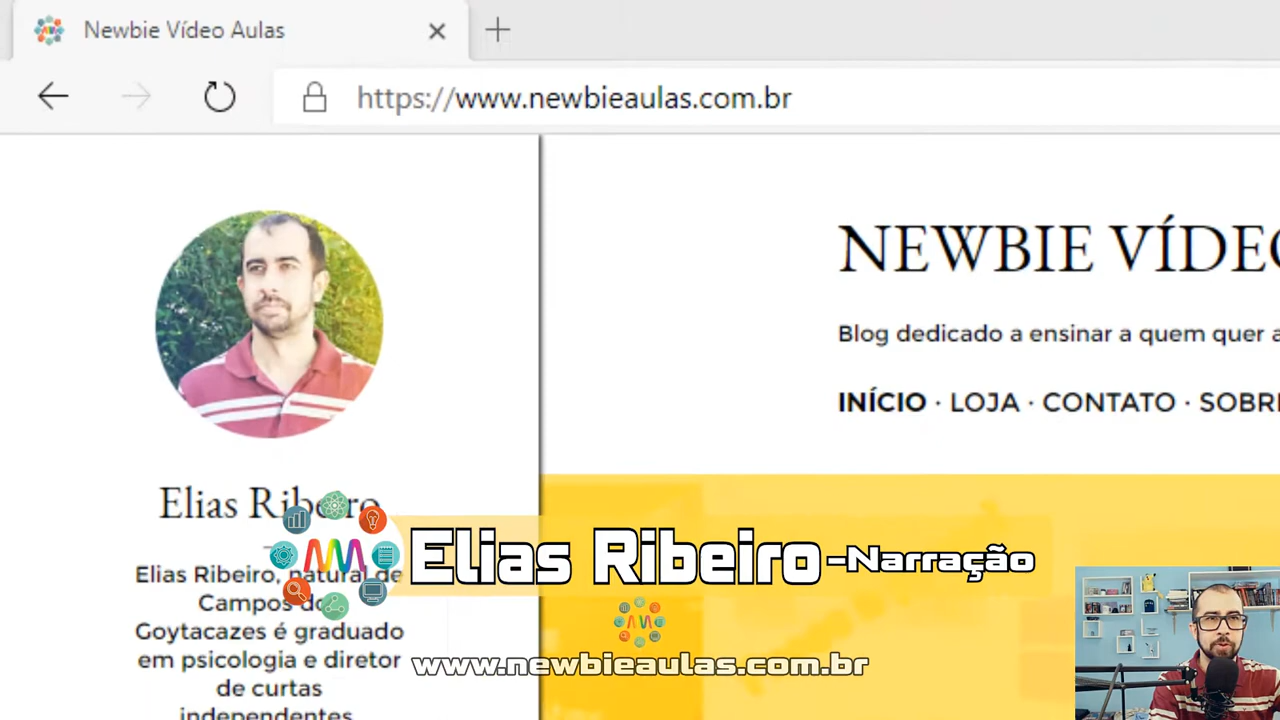 Newbie Vídeo Aulas
https://www.newbieaulas.com.br
NEWBIE VÍDEO
Blog dedicado a ensinar a quem quer a
INÍCIO · LOJA · CONTATO · SOBRE
Elias Ribeiro
Elias Ribeiro, natural de
Campos do
Goytacazes é graduado
em psicologia e diretor
de curtas
independentes
Elias Ribeiro-Narração
www.newbieaulas.com.br